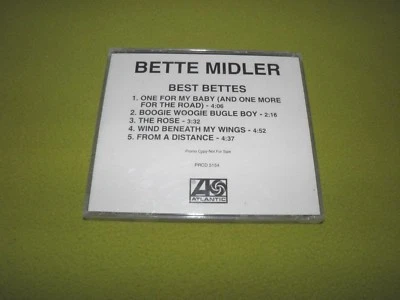 BETTE MIDLER
BEST BETTES
1. ONE FOR MY BABY (AND ONE MORE
FOR THE ROAD) - 4:06
2. BOOGIE WOOGIE BUGLE BOY - 2:16
3. THE ROSE - 3:32
4. WIND BENEATH MY WINGS - 4:52
5. FROM A DISTANCE - 4:37
Promo Copy/Not For Sale
PRCD 5154
ATLANTIC